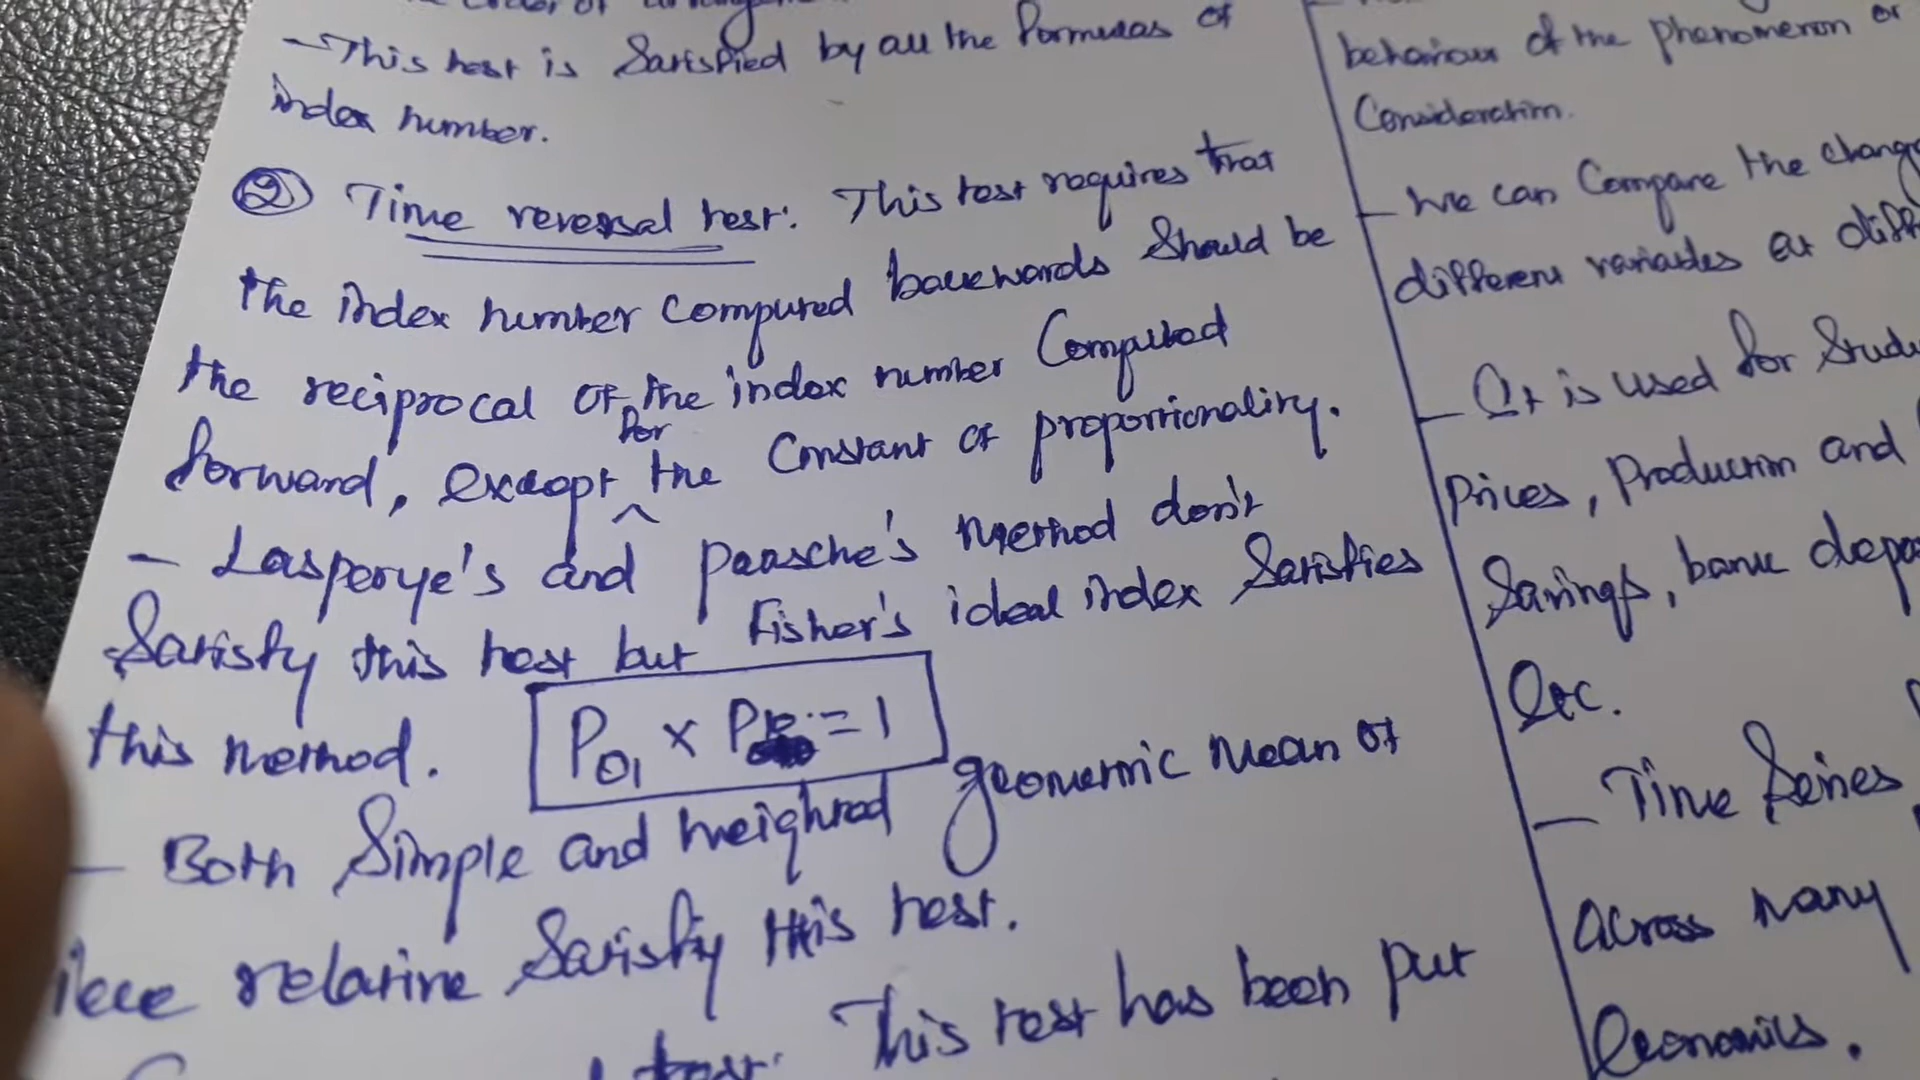 - This test is Satisfied by all the Formulas of
index number.
② Time reversal test: This test requires that
the index number computed backwards should be
the reciprocal of the index number Computed
forward, except for the Constant of proportionality.
- Lasperye's and paasche's method don't
Satisfy this test but Fisher's ideal index Satisfies
this method. P01 x P = 1
- Both Simple and weighted geometric mean of
relative Satisfy this test.
test: This test has been put
behaviour of the phenomenon or
Consideration.
- we can Compare the
different variables at
- It is used for
Prices, Production and
Savings, bank
etc.
- Time Series
across many
Economics.